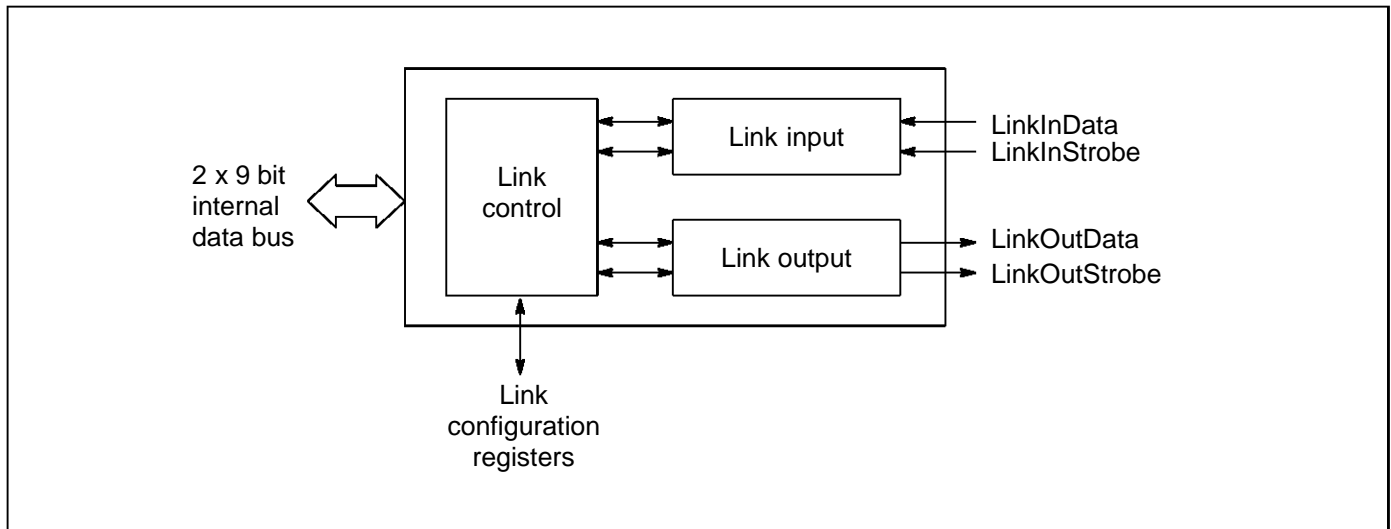 2 x 9 bit
internal
data bus
Link
control
Link input
Link output
LinkInData
LinkInStrobe
LinkOutData
LinkOutStrobe
Link
configuration
registers